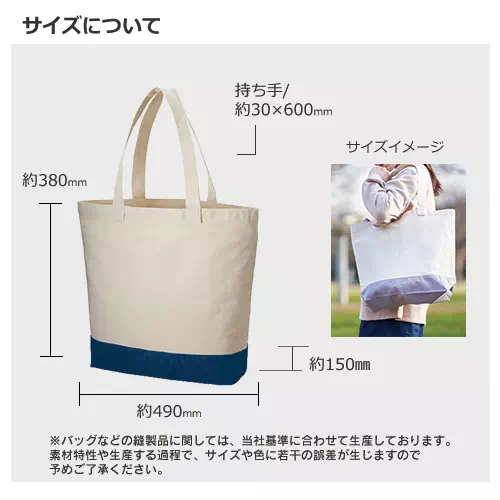 サイズについて
持ち手/
約30×600mm
サイズイメージ
約380mm
約150㎜
約490mm
※バッグなどの縫製品に関しては、当社基準に合わせて生産しております。
素材特性や生産する過程で、サイズや色に若干の誤差が生じますので
予めご了承ください。